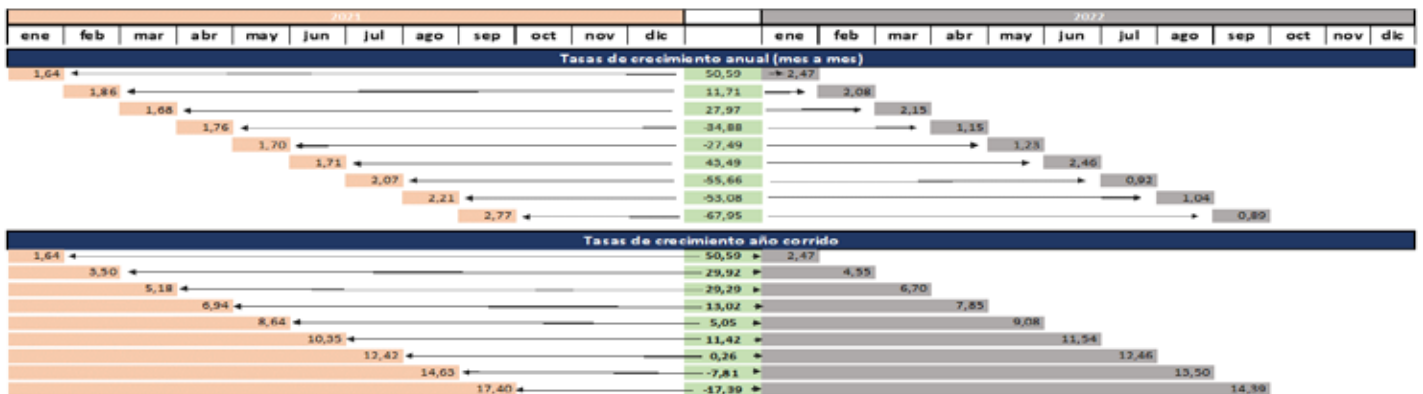 2021 2022
ene feb mar abr may jun jul ago sep oct nov dic ene feb mar abr may jun jul ago sep oct nov dic
Tasas de crecimiento anual (mes a mes)
1,64 50,59 2,47
1,86 11,71 2,08
1,68 27,97 2,15
1,76 -34,88 1,15
1,70 -27,49 1,23
1,71 43,49 2,46
2,07 -55,66 0,92
2,21 -53,08 1,04
2,77 -67,95 0,89
Tasas de crecimiento año corrido
1,64 50,59 2,47
3,50 29,92 4,55
5,18 29,29 6,70
6,94 13,02 7,85
8,64 5,05 9,08
10,35 11,42 11,54
12,42 0,26 12,46
14,63 -7,81 13,50
17,40 -17,39 14,39